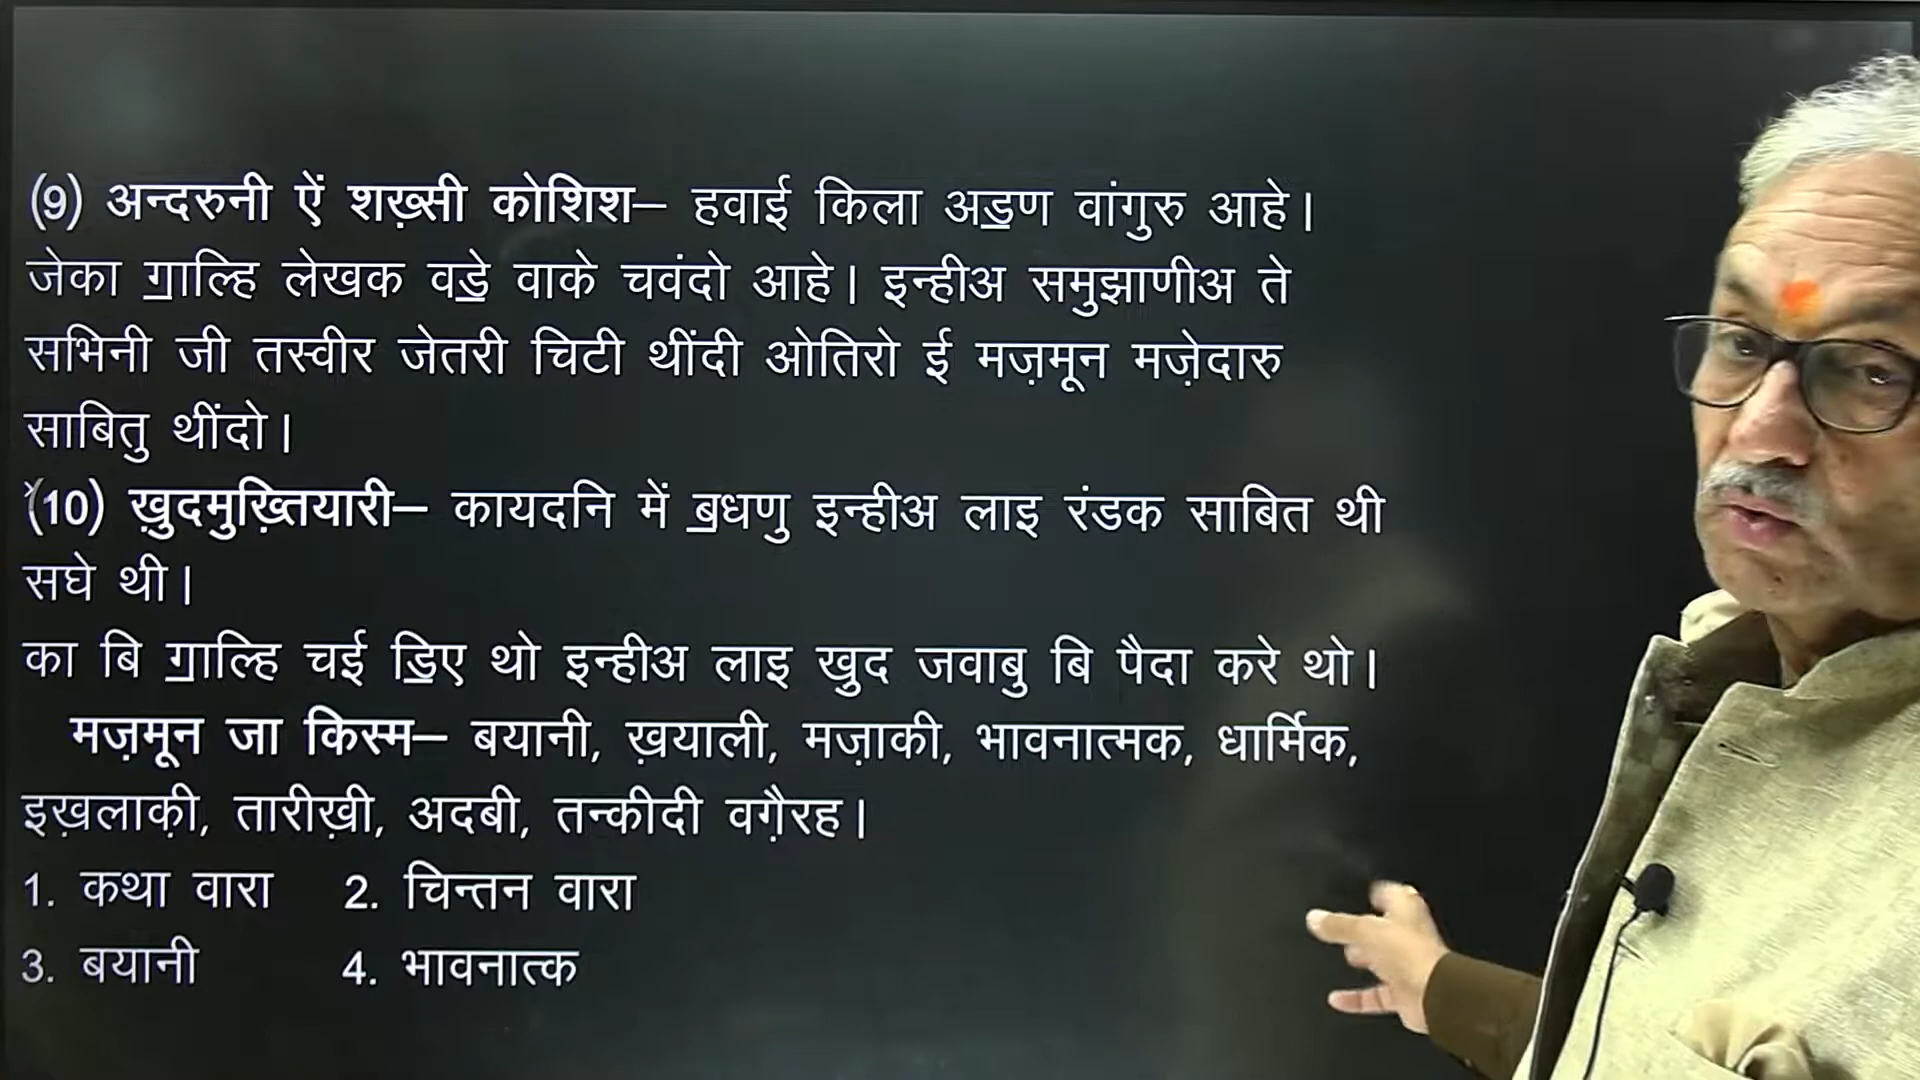 (9) अन्दरुनी ऐं शख़्सी कोशिश– हवाई किला अॾण वांगुरु आहे।
जेका ॻाल्हि लेखक वॾे वाके चवंदो आहे। इन्हीअ समुझाणीअ ते
सभिनी जी तस्वीर जेतरी चिटी थींदी ओतिरो ई मज़मून मज़ेदारु
साबितु थींदो।
(10) ख़ुदमुख़्तियारी– कायदनि में ॿधणु इन्हीअ लाइ रंडक साबित थी
सघे थी।
का बि ॻाल्हि चई ॾिए थो इन्हीअ लाइ खुद जवाबु बि पैदा करे थो।
मज़मून जा किस्म– बयानी, ख़याली, मज़ाकी, भावनात्मक, धार्मिक,
इख़लाक़ी, तारीख़ी, अदबी, तन्कीदी वग़ैरह।
1. कथा वारा 2. चिन्तन वारा
3. बयानी 4. भावनात्क